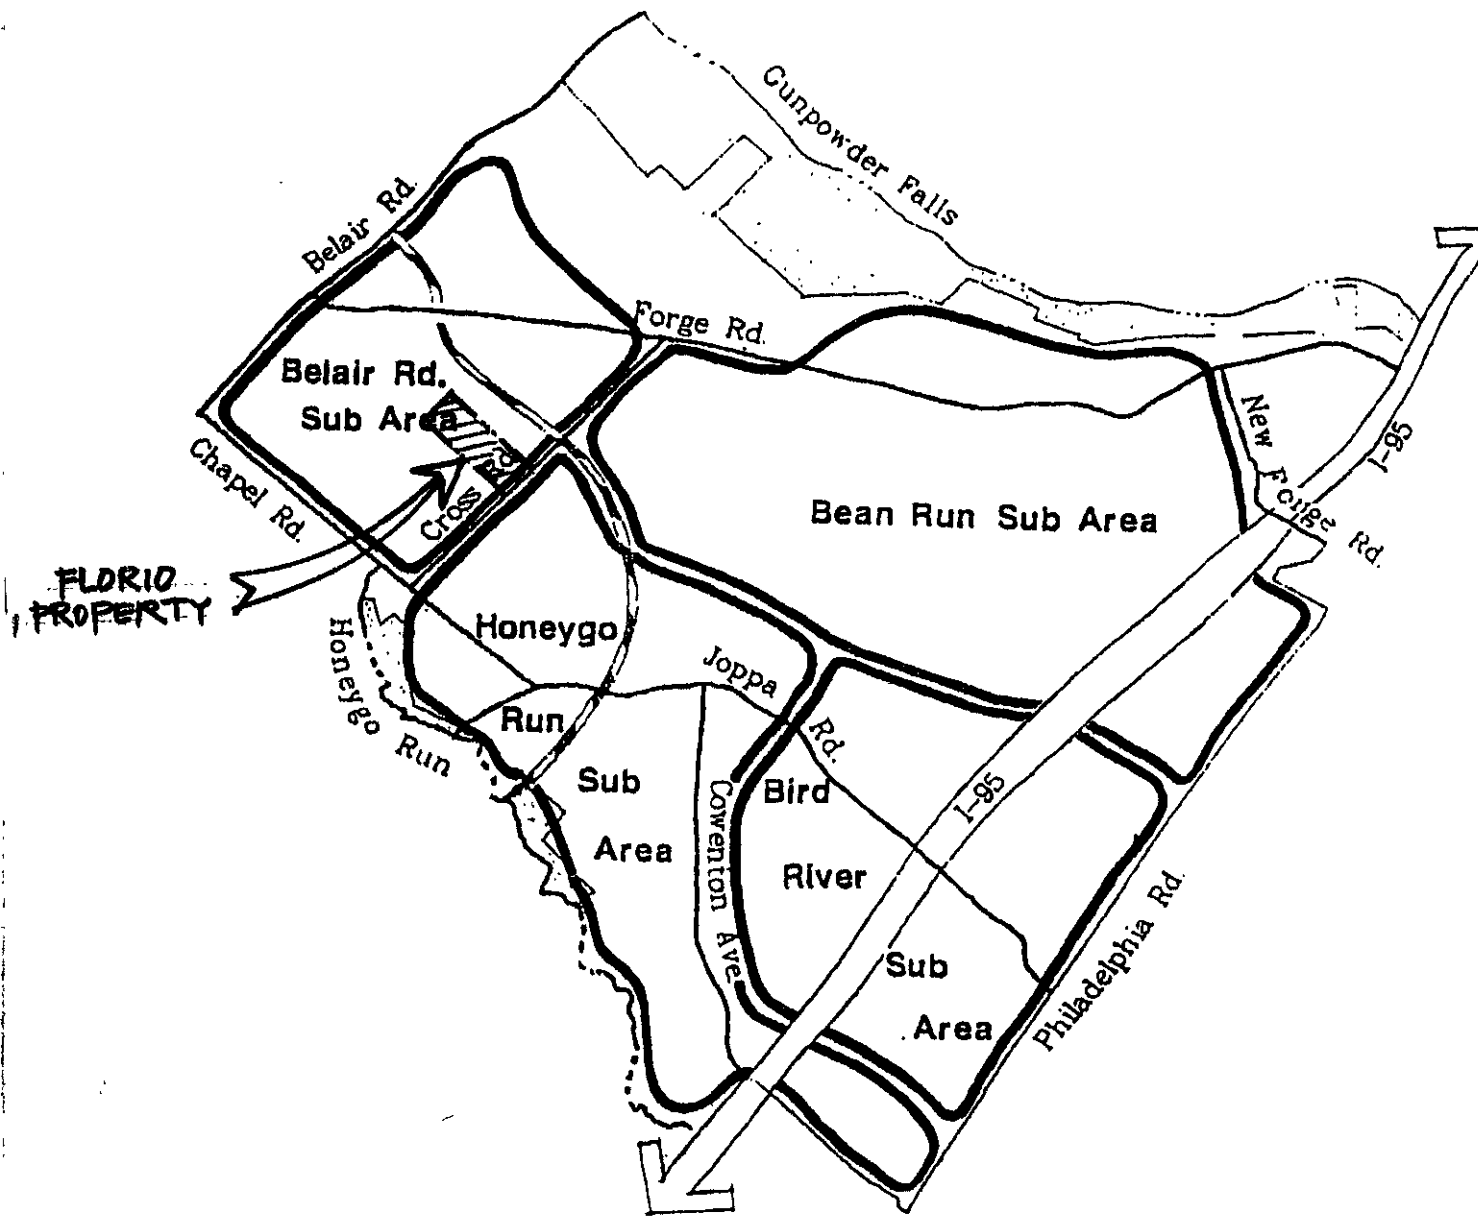 Gunpowder Falls
Belair Rd.
Forge Rd.
Belair Rd.
Sub Area
New Forge Rd.
I-95
Chapel Rd.
Cross Rd.
Bean Run Sub Area
FLORIO
PROPERTY
Honeygo
Run
Sub
Area
Honeygo Run
Joppa Rd.
Cowenton Ave.
Bird
River
Sub
Area
I-95
Philadelphia Rd.